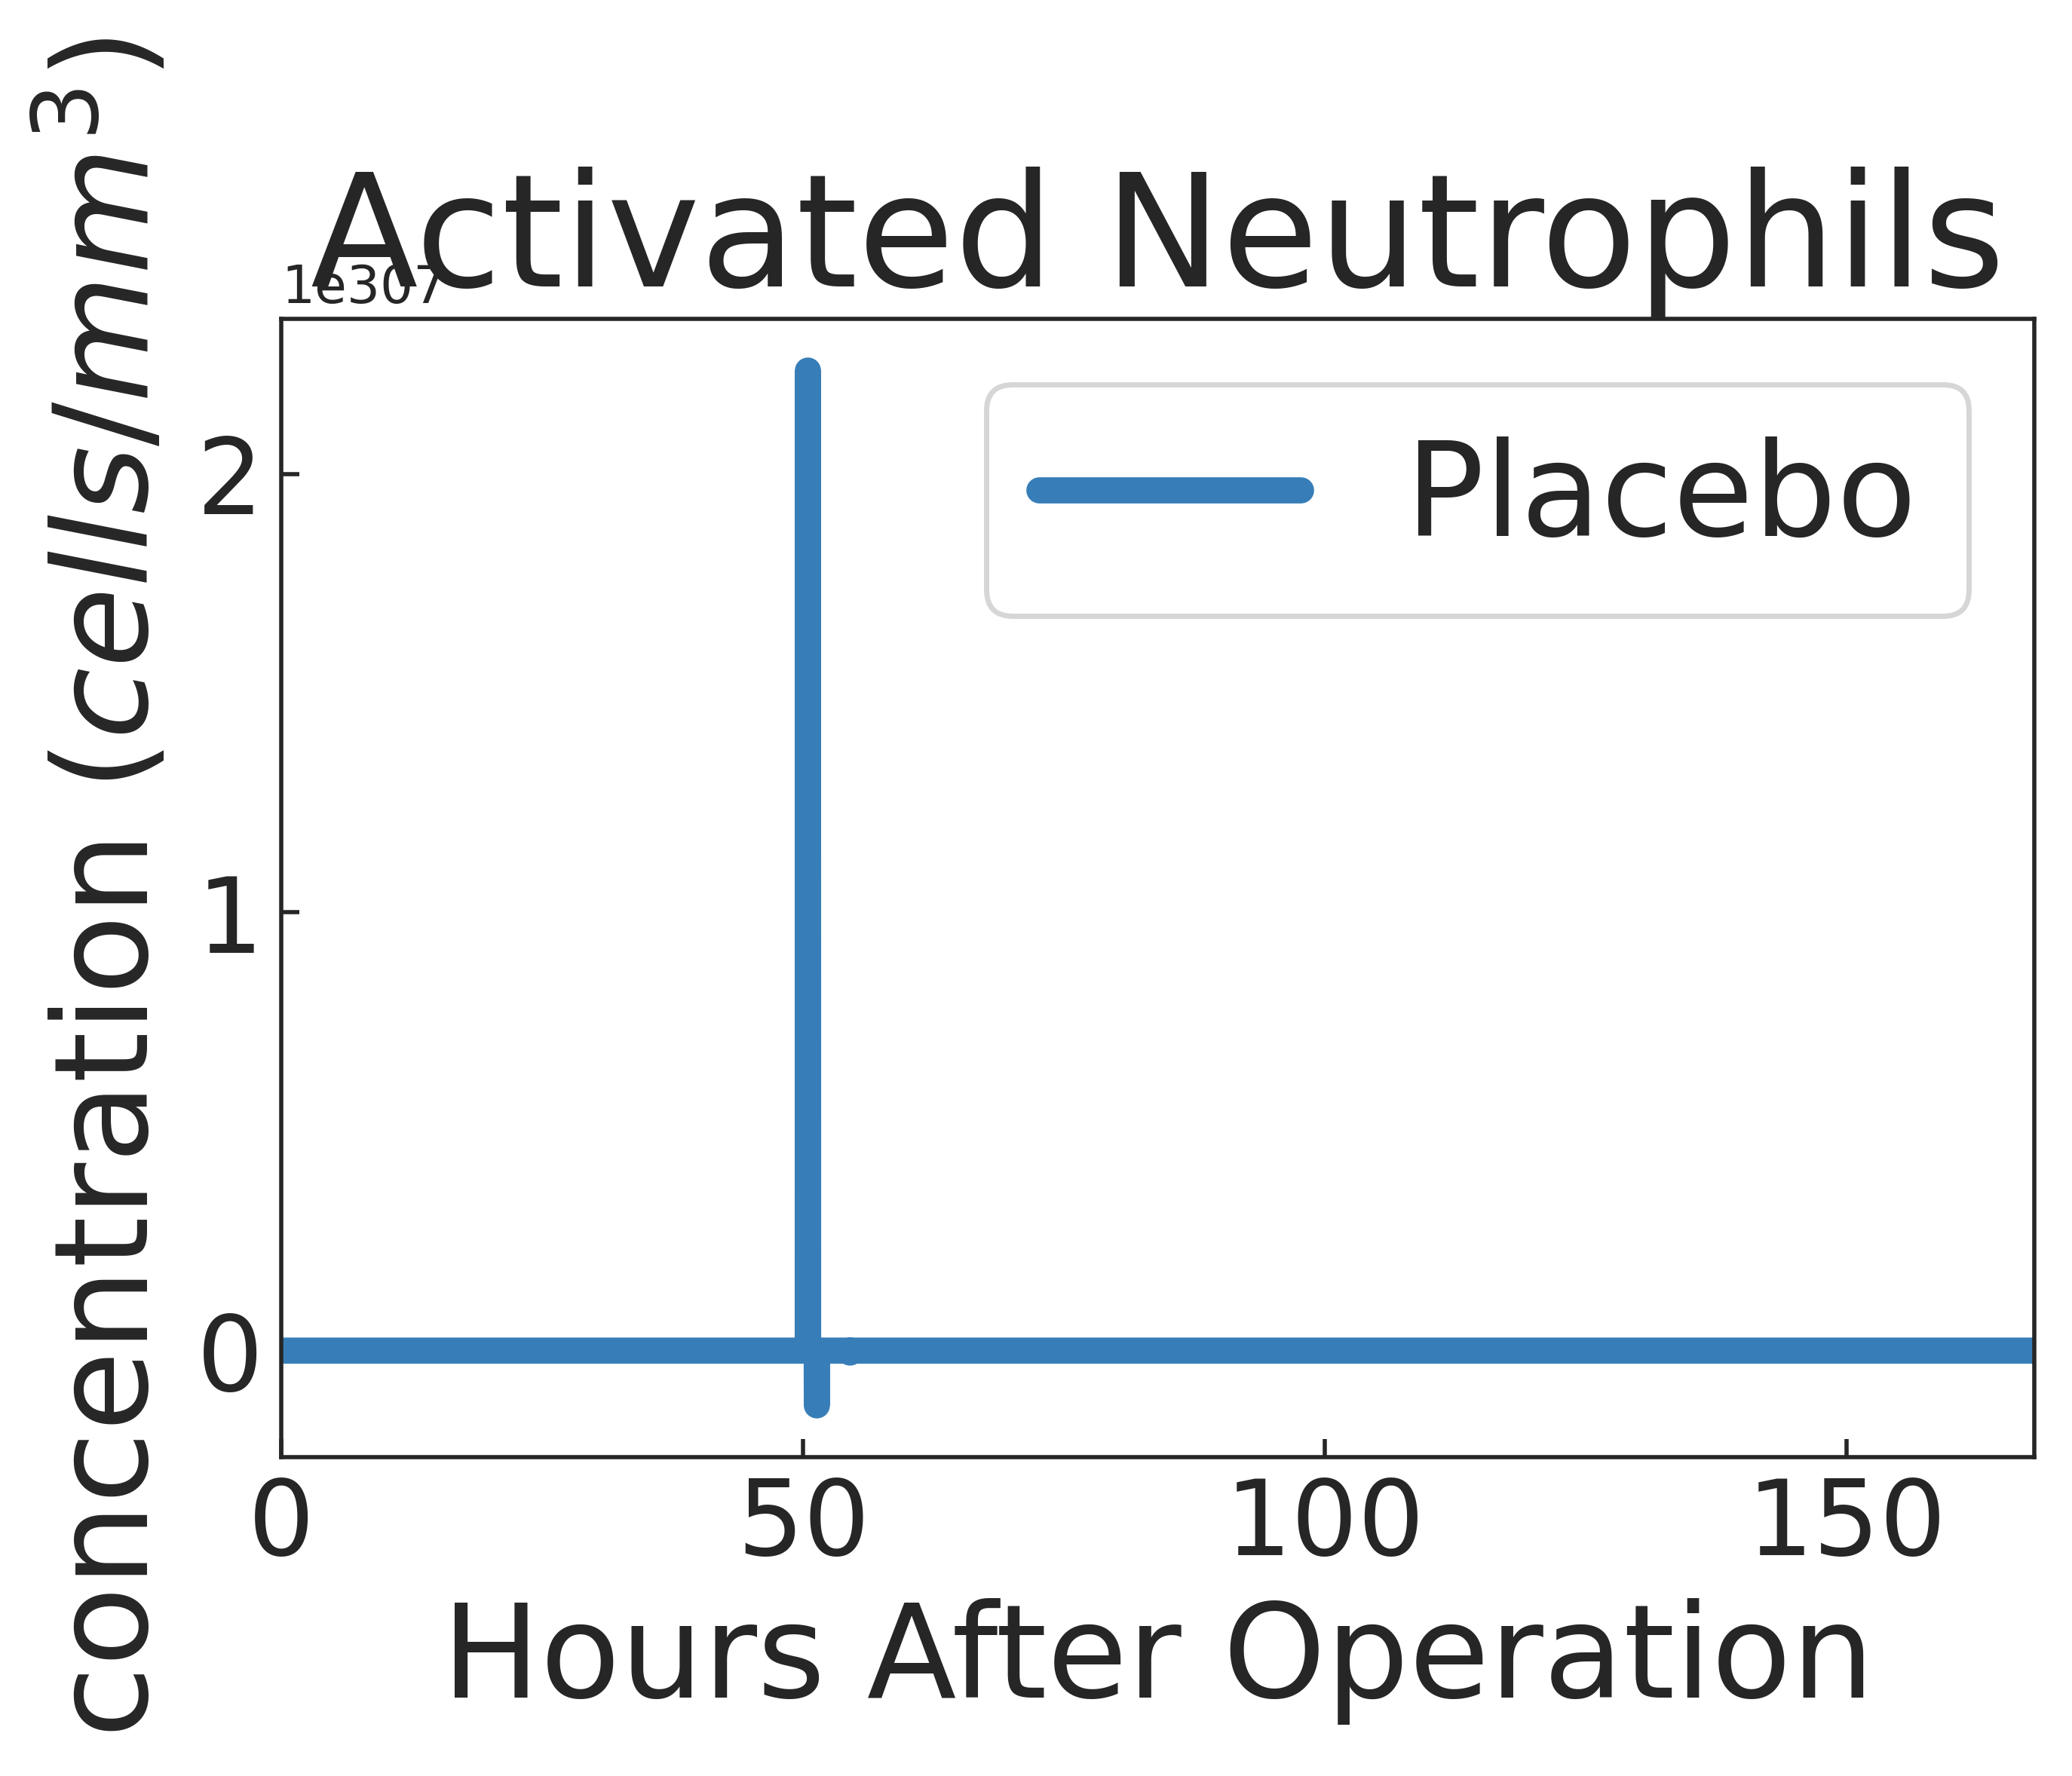 Activated Neutrophils
1e307
concentration (cells/mm³)
2
1
0
Placebo
0 50 100 150
Hours After Operation